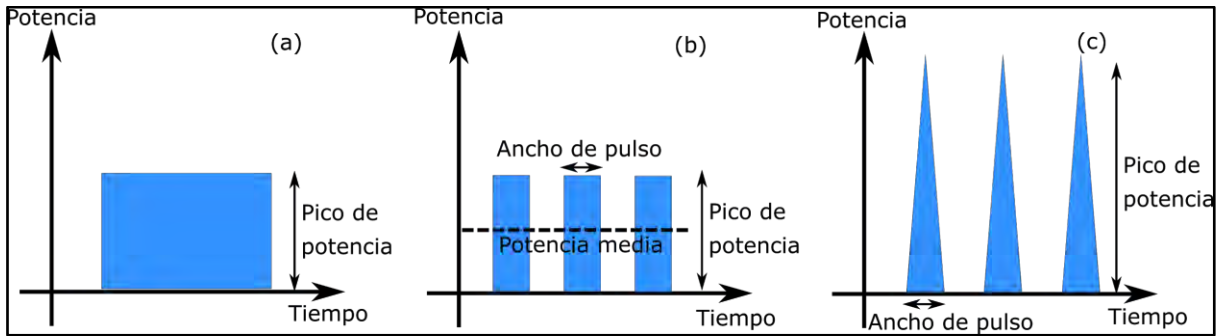 Potencia
(a)
Pico de
potencia
Tiempo
Potencia
(b)
Ancho de pulso
Potencia media
Pico de
potencia
Tiempo
Potencia
(c)
Pico de
potencia
Ancho de pulso
Tiempo